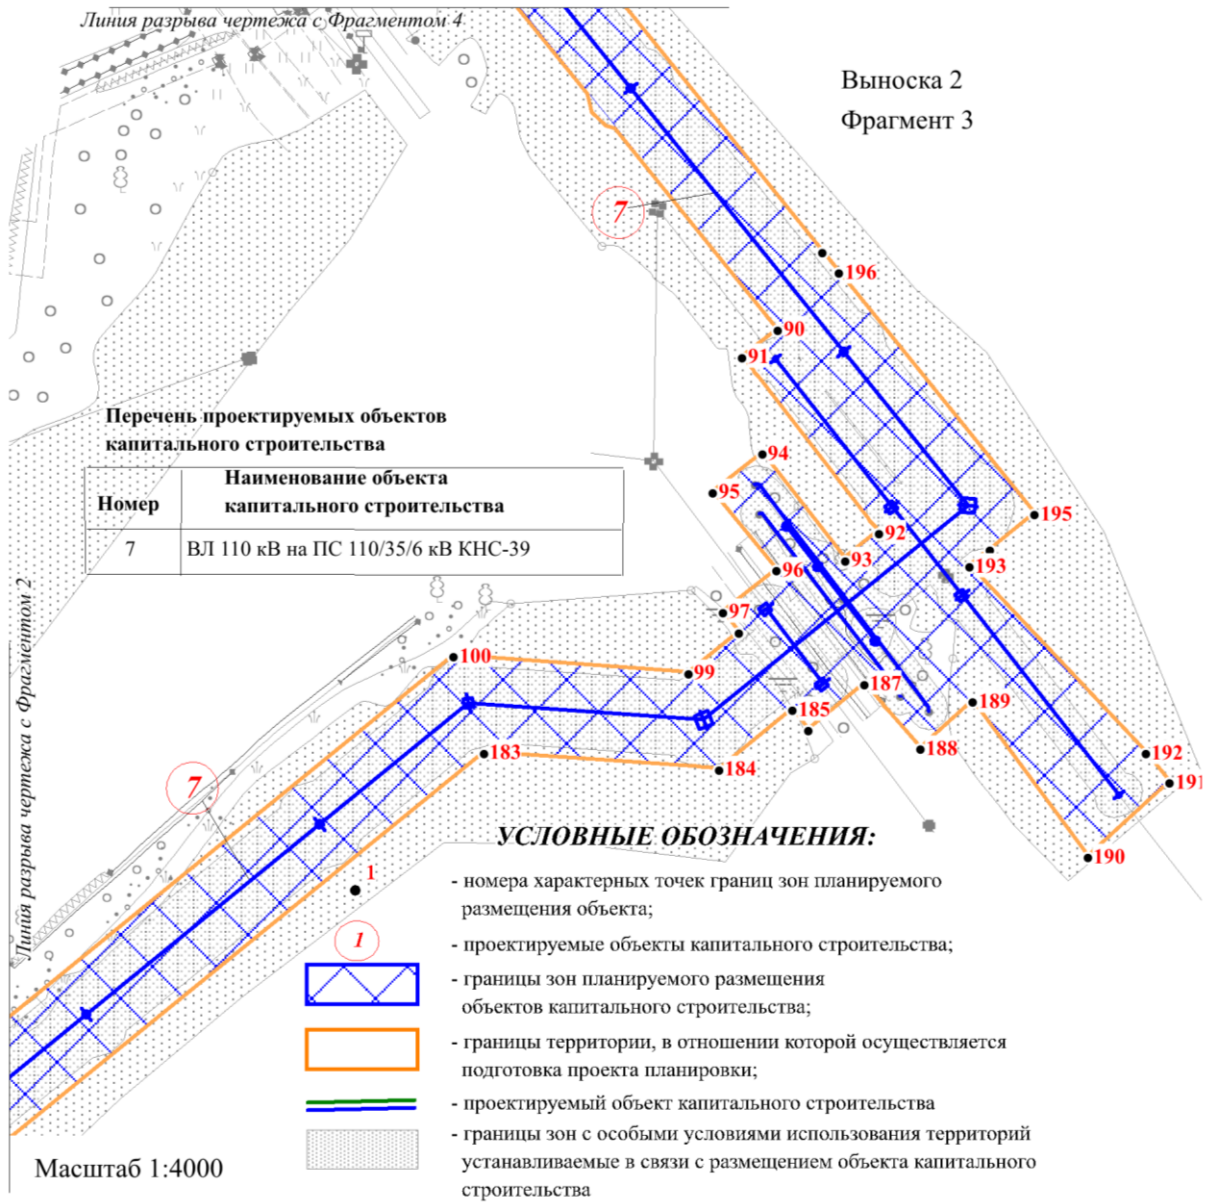 Линия разрыва чертежа с Фрагментом 4
Выноска 2
Фрагмент 3
7
196
90
91
94
95
195
92
93
193
96
97
100
99
187
185
189
183
184
188
192
191
190
Перечень проектируемых объектов
капитального строительства
Номер
Наименование объекта
капитального строительства
7
ВЛ 110 кВ на ПС 110/35/6 кВ КНС-39
Линия разрыва чертежа с Фрагментом 2
7
УСЛОВНЫЕ ОБОЗНАЧЕНИЯ:
1
- номера характерных точек границ зон планируемого
размещения объекта;
1
- проектируемые объекты капитального строительства;
- границы зон планируемого размещения
объектов капитального строительства;
- границы территории, в отношении которой осуществляется
подготовка проекта планировки;
- проектируемый объект капитального строительства
- границы зон с особыми условиями использования территорий
устанавливаемые в связи с размещением объекта капитального
строительства
Масштаб 1:4000